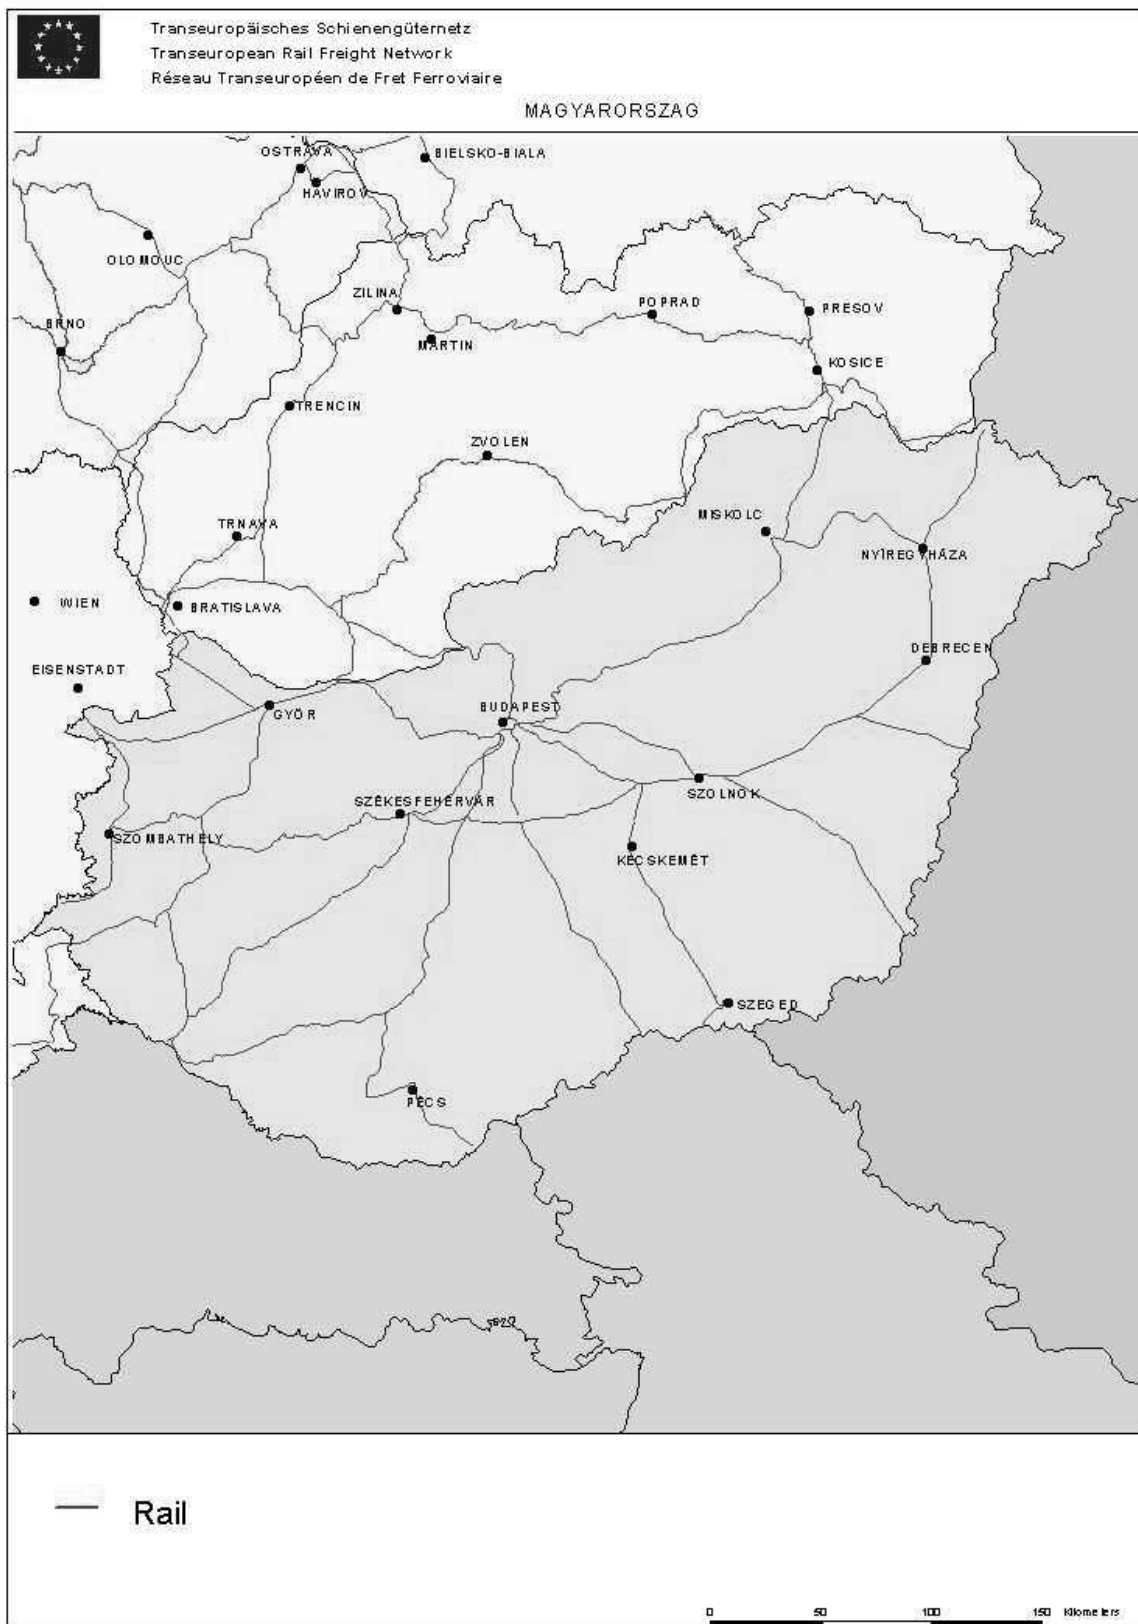 Transeuropäisches Schienengüternetz
Transeuropean Rail Freight Network
Réseau Transeuropéen de Fret Ferroviaire
MAGYARORSZAG
OSTRAVA
BIELSKO-BIALA
HAVIROV
OLOMOUC
ZILINA
POPRAD
PRESOV
BRNO
MARTIN
KOSICE
TRENCIN
ZVOLEN
MISKOLC
TRNAVA
NYÍREGYHÁZA
WIEN
BRATISLAVA
DEBRECEN
EISENSTADT
BUDAPEST
GYÖR
SZOLNOK
SZÉKESFEHÉRVÁR
SZOMBATHELY
KECSKEMÉT
SZEGED
PÉCS
Rail
0 50 100 150 Kilometers